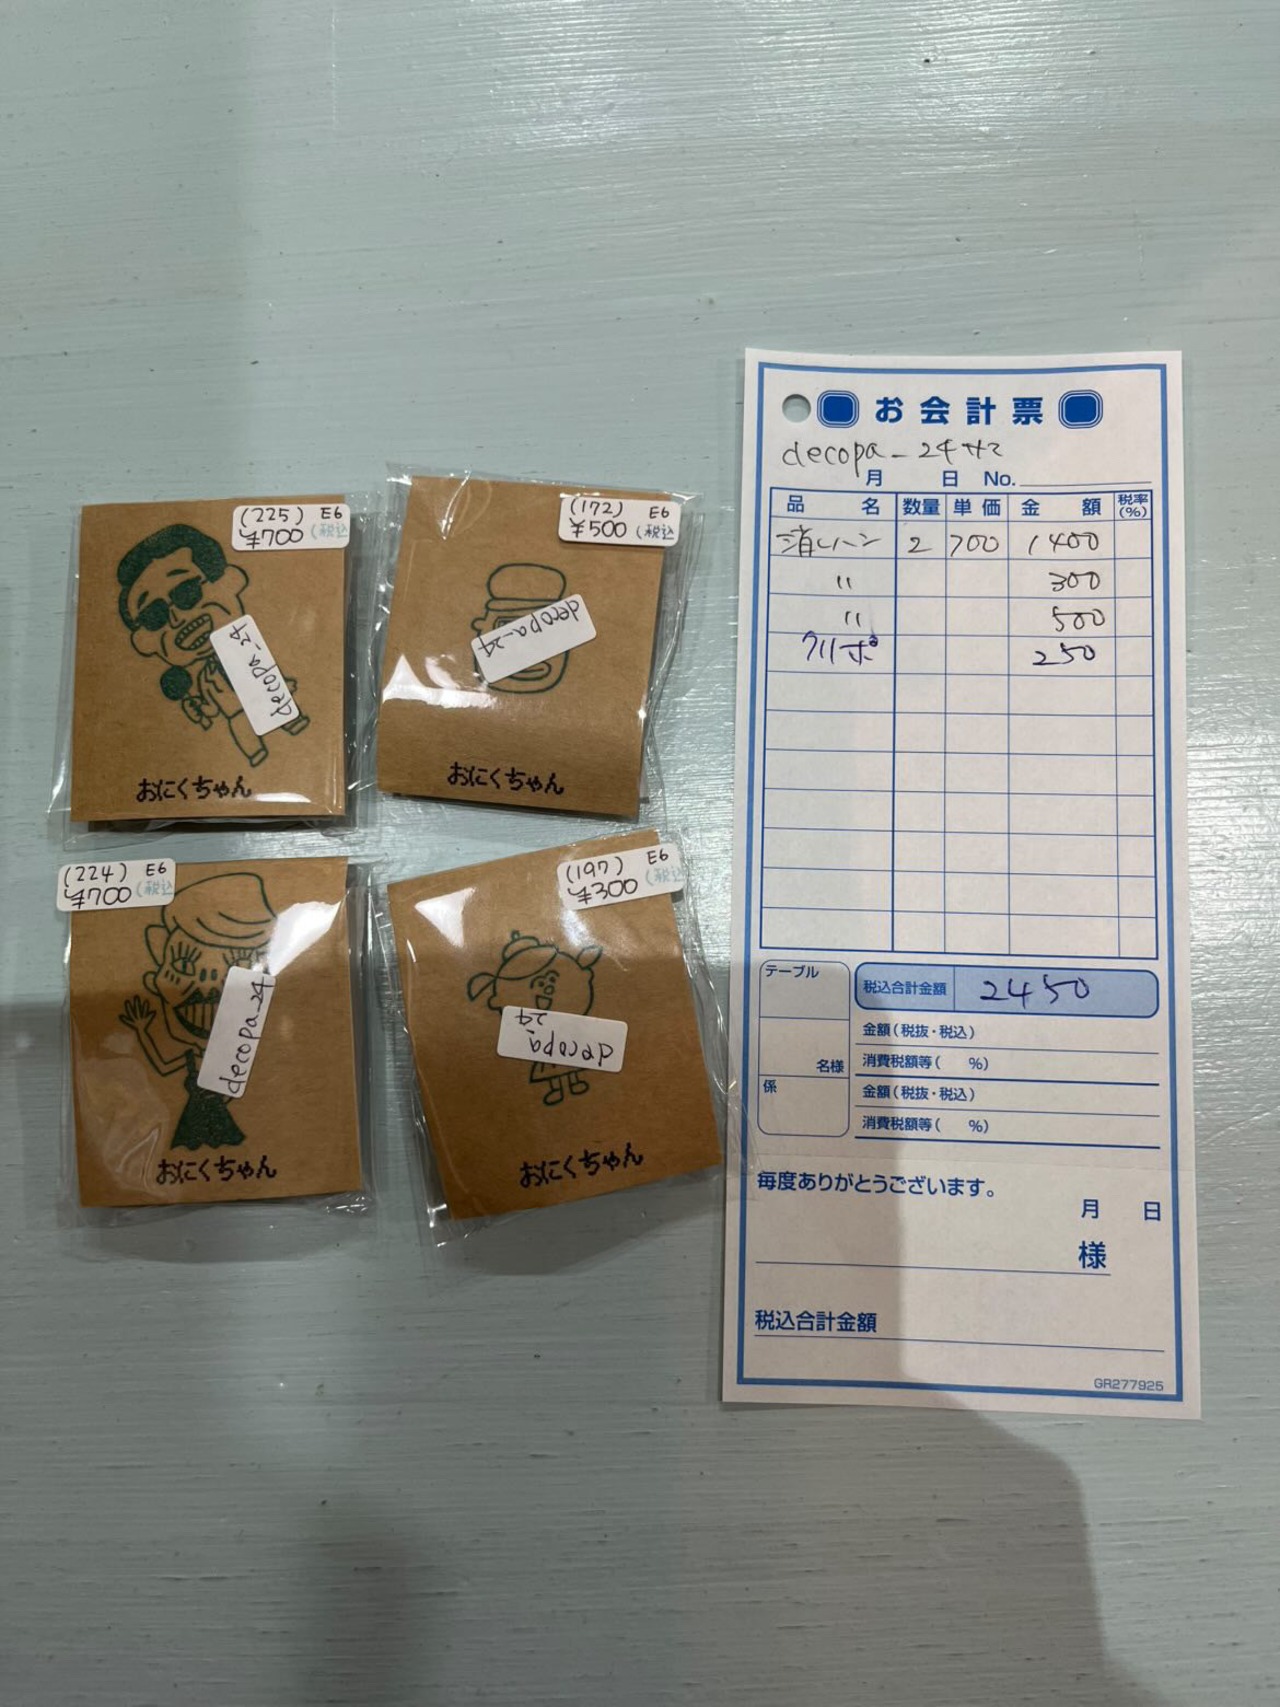 (225) E6
¥700 (税込
decopa_24
おにくちゃん
(172) E6
¥500 (税込
decopa_24
おにくちゃん
(224) E6
¥700 (税込
decopa_24
おにくちゃん
(197) E6
¥300 (税込
decopa_
24
おにくちゃん
お会計票
decopa_24サマ
月 日 No.
品名 数量 単価 金額 税率(%)
消しハン 2 700 1400
〃 300
〃 500
クリポ 250
テーブル
名様
係
税込合計金額 2450
金額(税抜・税込)
消費税額等( %)
金額(税抜・税込)
消費税額等( %)
毎度ありがとうございます。
月 日
様
税込合計金額
GR277925